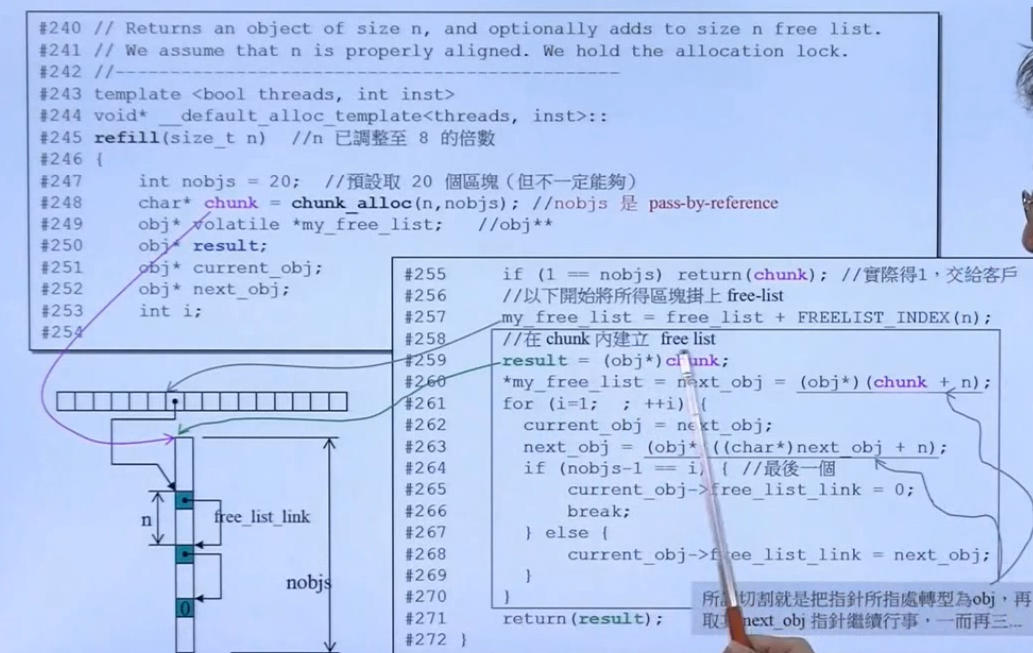 #240 // Returns an object of size n, and optionally adds to size n free list.
#241 // We assume that n is properly aligned. We hold the allocation lock.
#242 //-----------------------------------------------
#243 template <bool threads, int inst>
#244 void* __default_alloc_template<threads, inst>::
#245 refill(size_t n) //n 已調整至 8 的倍數
#246 {
#247 int nobjs = 20; //預設取 20 個區塊(但不一定能夠)
#248 char* chunk = chunk_alloc(n,nobjs); //nobjs 是 pass-by-reference
#249 obj* volatile *my_free_list; //obj**
#250 obj* result;
#251 obj* current_obj;
#252 obj* next_obj;
#253 int i;
#254
#255 if (1 == nobjs) return(chunk); //實際得1,交給客戶
#256 //以下開始將所得區塊掛上 free-list
#257 my_free_list = free_list + FREELIST_INDEX(n);
#258 //在 chunk 內建立 free list
#259 result = (obj*)chunk;
#260 *my_free_list = next_obj = (obj*)(chunk + n);
#261 for (i=1; ; ++i) {
#262 current_obj = next_obj;
#263 next_obj = (obj*)((char*)next_obj + n);
#264 if (nobjs-1 == i) { //最後一個
#265 current_obj->free_list_link = 0;
#266 break;
#267 } else {
#268 current_obj->free_list_link = next_obj;
#269 }
#270 }
#271 return(result);
#272 }
n
free_list_link
nobjs
0
切割就是把指針所指處轉型為obj,再
取 next_obj 指針繼續行事,一而再三...